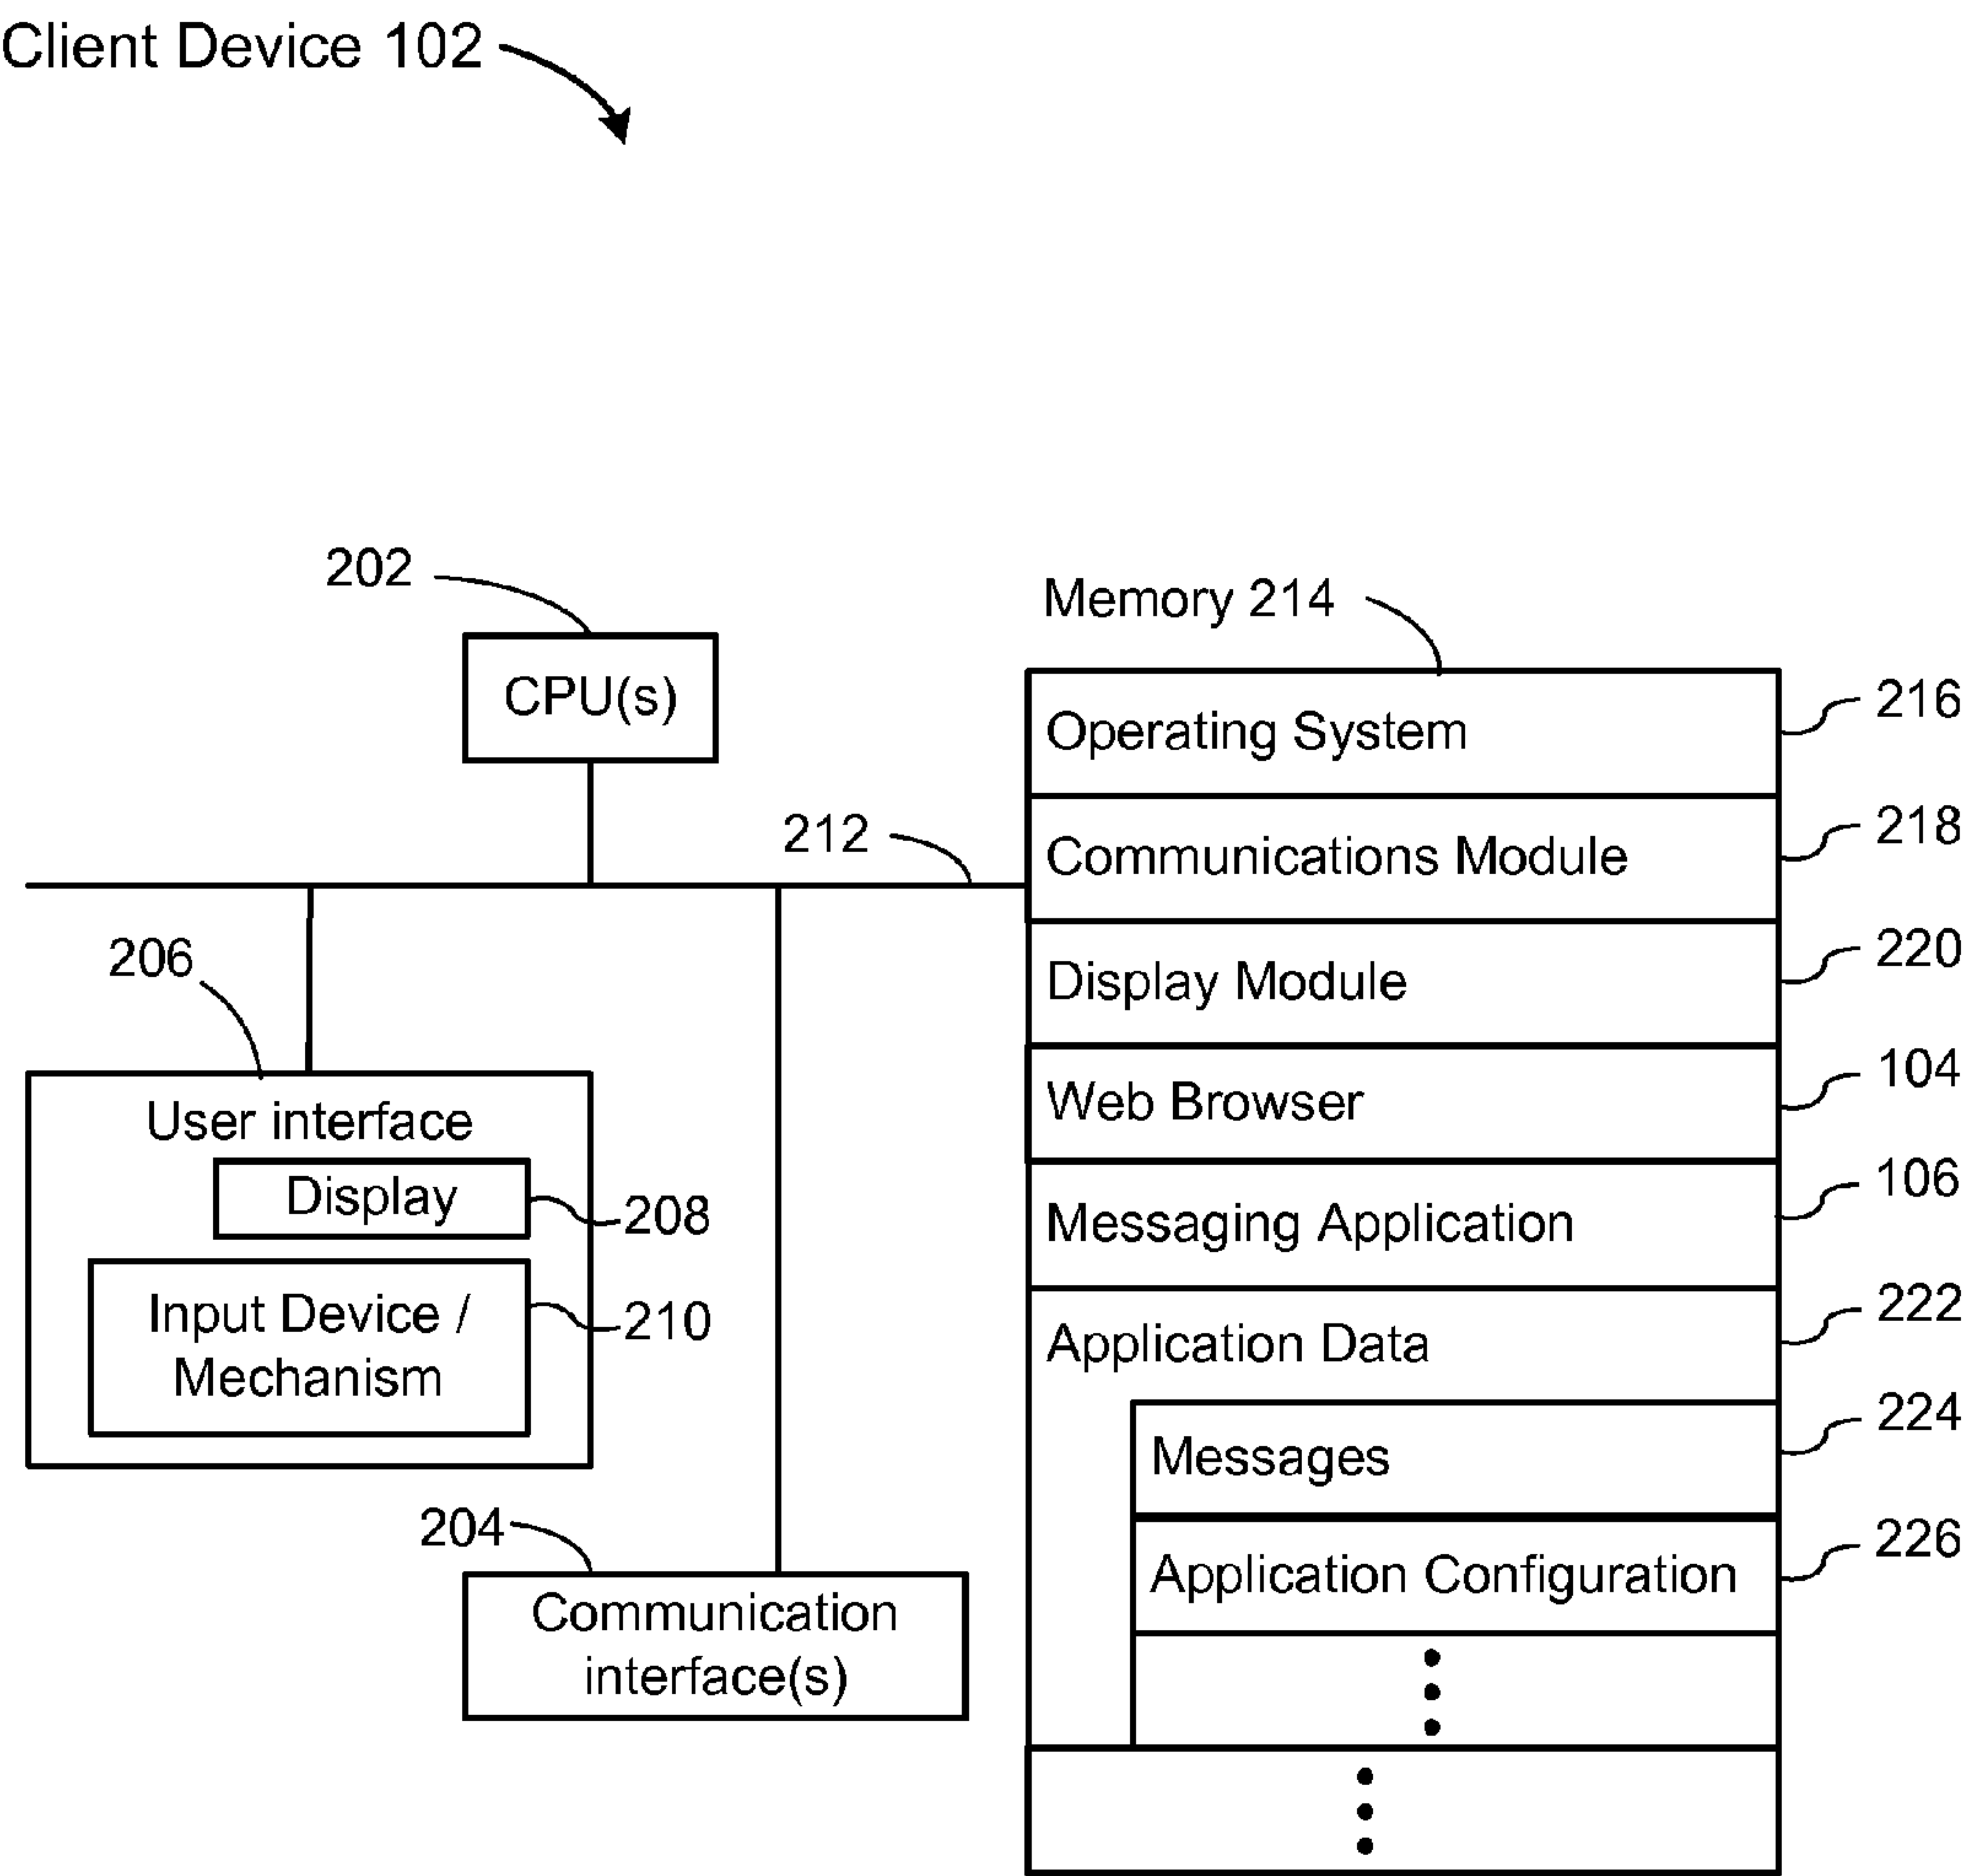 Client Device 102
202
CPU(s)
212
206
User interface
Display
208
Input Device /
Mechanism
210
204
Communication
interface(s)
Memory 214
Operating System
216
Communications Module
218
Display Module
220
Web Browser
104
Messaging Application
106
Application Data
222
Messages
224
Application Configuration
226